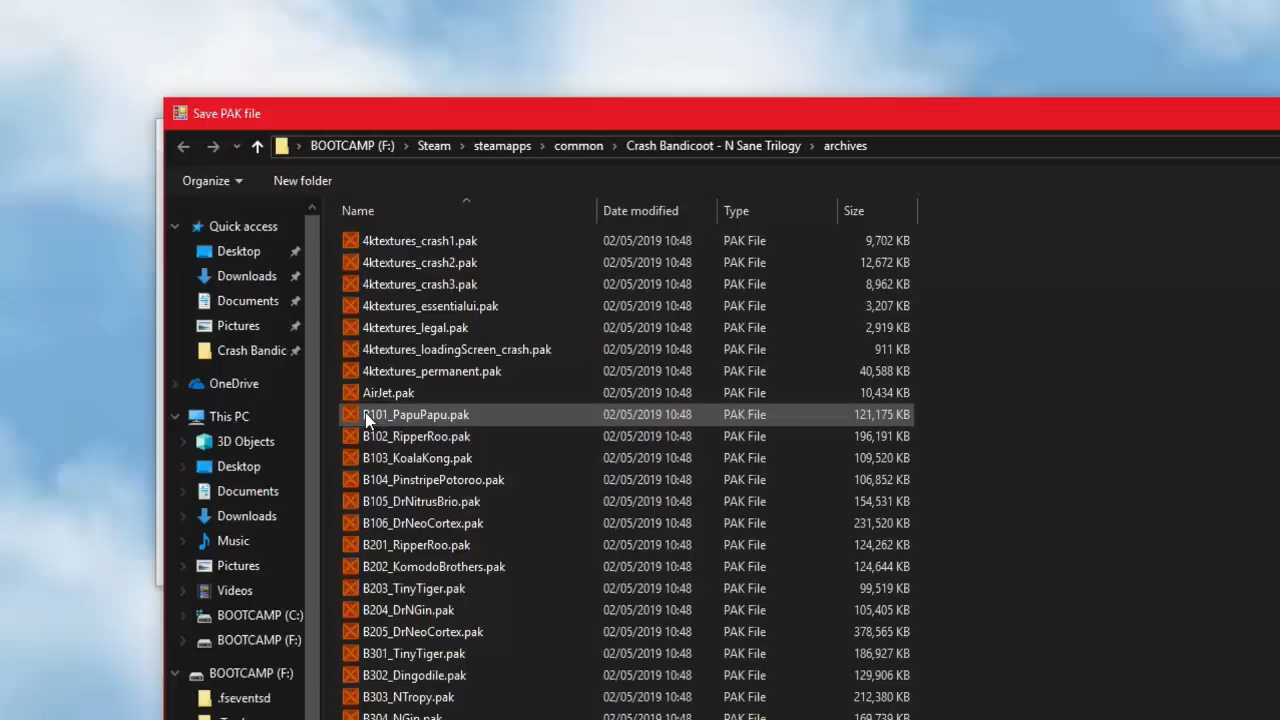 Save PAK file
BOOTCAMP (F:) Steam steamapps common Crash Bandicoot - N Sane Trilogy archives
Organize New folder
Name Date modified Type Size
Quick access
Desktop
Downloads
Documents
Pictures
Crash Bandic
OneDrive
This PC
3D Objects
Desktop
Documents
Downloads
Music
Pictures
Videos
BOOTCAMP (C:)
BOOTCAMP (F:)
BOOTCAMP (F:)
.fseventsd
4ktextures_crash1.pak 02/05/2019 10:48 PAK File 9,702 KB
4ktextures_crash2.pak 02/05/2019 10:48 PAK File 12,672 KB
4ktextures_crash3.pak 02/05/2019 10:48 PAK File 8,962 KB
4ktextures_essentialui.pak 02/05/2019 10:48 PAK File 3,207 KB
4ktextures_legal.pak 02/05/2019 10:48 PAK File 2,919 KB
4ktextures_loadingScreen_crash.pak 02/05/2019 10:48 PAK File 911 KB
4ktextures_permanent.pak 02/05/2019 10:48 PAK File 40,588 KB
AirJet.pak 02/05/2019 10:48 PAK File 10,434 KB
B101_PapuPapu.pak 02/05/2019 10:48 PAK File 121,175 KB
B102_RipperRoo.pak 02/05/2019 10:48 PAK File 196,191 KB
B103_KoalaKong.pak 02/05/2019 10:48 PAK File 109,520 KB
B104_PinstripePotoroo.pak 02/05/2019 10:48 PAK File 106,852 KB
B105_DrNitrusBrio.pak 02/05/2019 10:48 PAK File 154,531 KB
B106_DrNeoCortex.pak 02/05/2019 10:48 PAK File 231,520 KB
B201_RipperRoo.pak 02/05/2019 10:48 PAK File 124,262 KB
B202_KomodoBrothers.pak 02/05/2019 10:48 PAK File 124,644 KB
B203_TinyTiger.pak 02/05/2019 10:48 PAK File 99,519 KB
B204_DrNGin.pak 02/05/2019 10:48 PAK File 105,405 KB
B205_DrNeoCortex.pak 02/05/2019 10:48 PAK File 378,565 KB
B301_TinyTiger.pak 02/05/2019 10:48 PAK File 186,927 KB
B302_Dingodile.pak 02/05/2019 10:48 PAK File 129,906 KB
B303_NTropy.pak 02/05/2019 10:48 PAK File 212,380 KB
B304_NGin.pak 02/05/2019 10:48 PAK File 169,739 KB